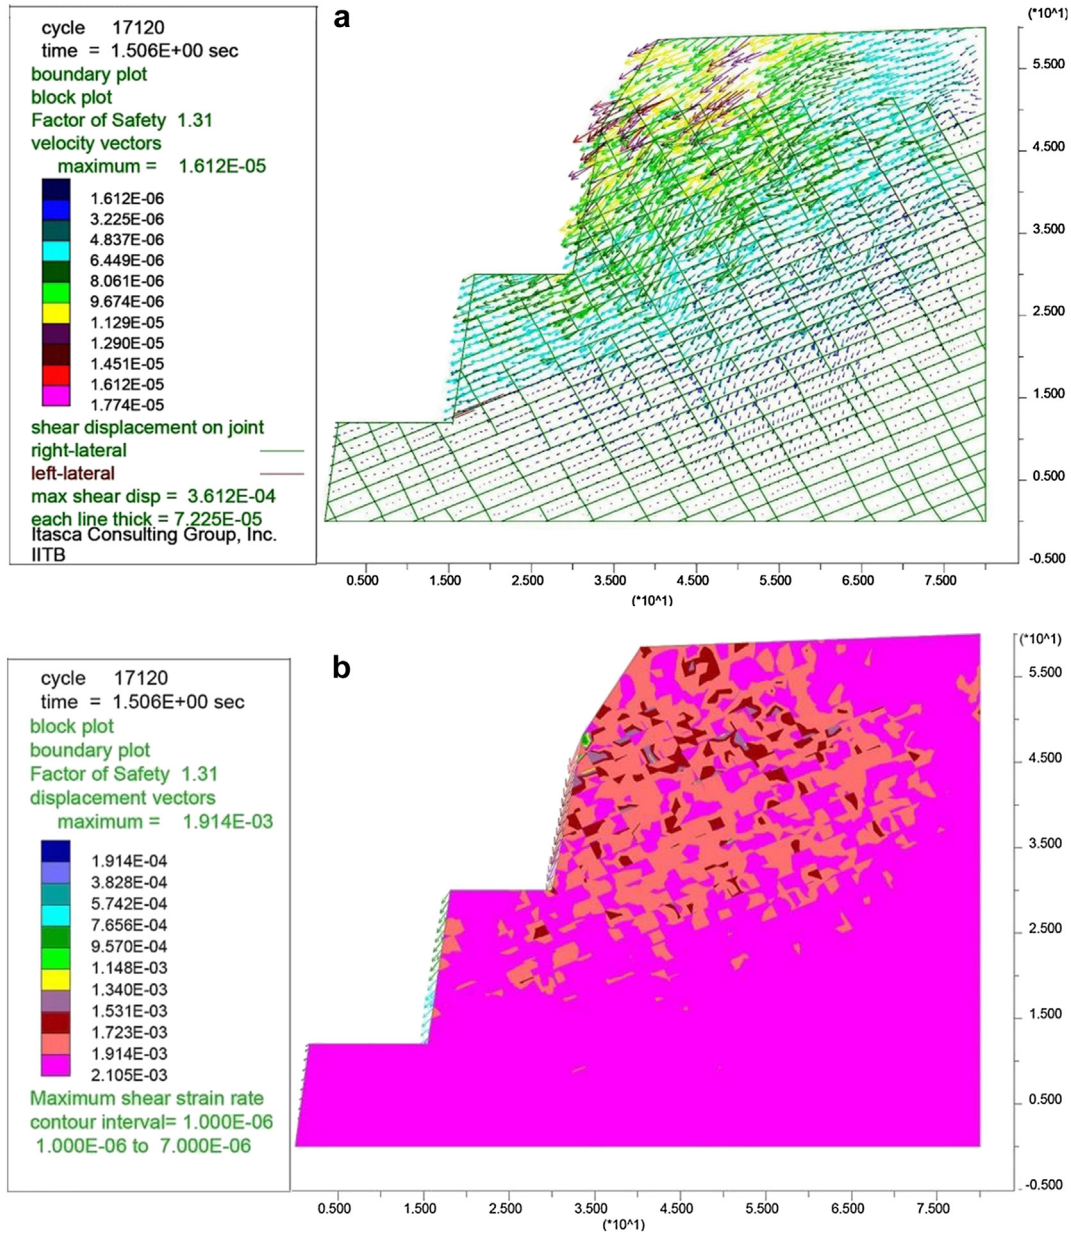 a
cycle 17120
time = 1.506E+00 sec
boundary plot
block plot
Factor of Safety 1.31
velocity vectors
maximum = 1.612E-05
1.612E-06
3.225E-06
4.837E-06
6.449E-06
8.061E-06
9.674E-06
1.129E-05
1.290E-05
1.451E-05
1.612E-05
1.774E-05
shear displacement on joint
right-lateral
left-lateral
max shear disp = 3.612E-04
each line thick = 7.225E-05
Itasca Consulting Group, Inc.
IITB
(*10^1)
5.500
4.500
3.500
2.500
1.500
0.500
-0.500
0.500 1.500 2.500 3.500 4.500 5.500 6.500 7.500
(*10^1)
b
cycle 17120
time = 1.506E+00 sec
block plot
boundary plot
Factor of Safety 1.31
displacement vectors
maximum = 1.914E-03
1.914E-04
3.828E-04
5.742E-04
7.656E-04
9.570E-04
1.148E-03
1.340E-03
1.531E-03
1.723E-03
1.914E-03
2.105E-03
Maximum shear strain rate
contour interval= 1.000E-06
1.000E-06 to 7.000E-06
(*10^1)
5.500
4.500
3.500
2.500
1.500
0.500
-0.500
0.500 1.500 2.500 3.500 4.500 5.500 6.500 7.500
(*10^1)